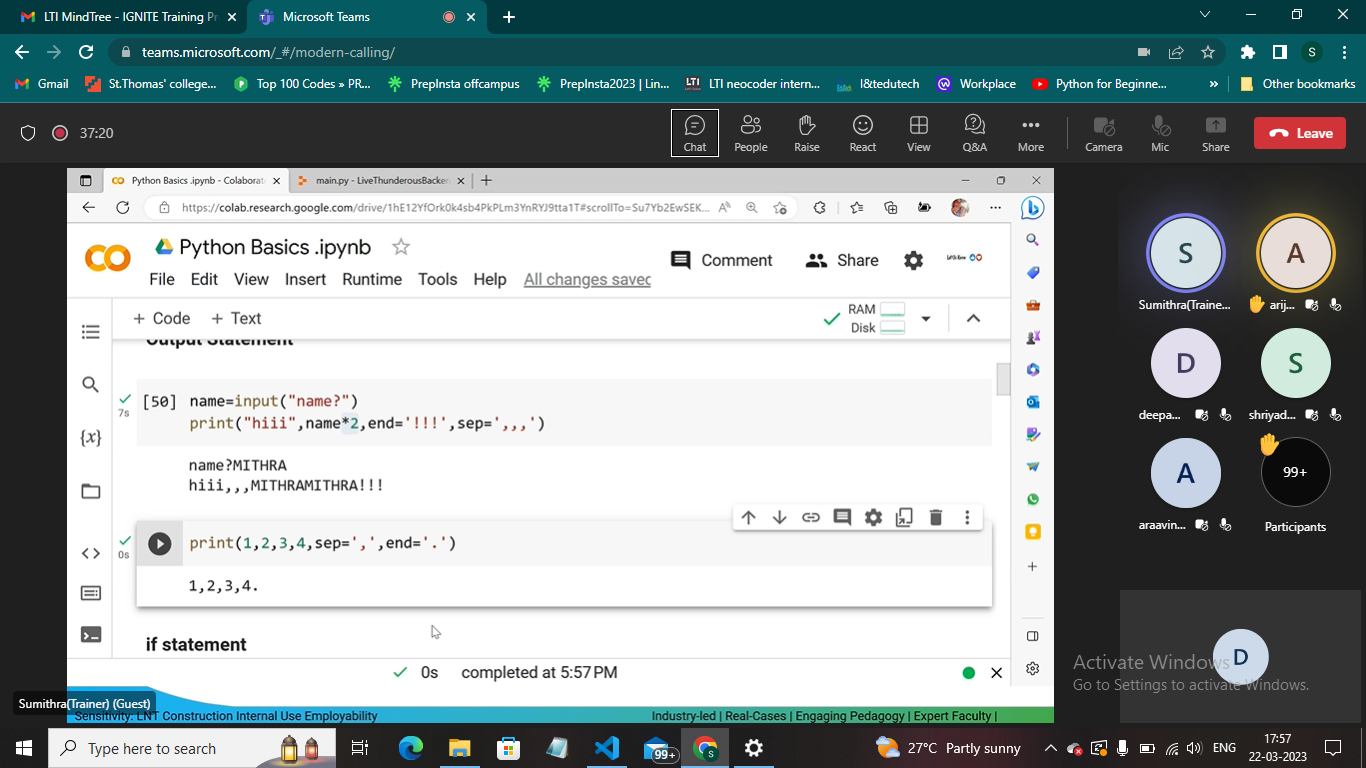 LTI MindTree - IGNITE Training Pr
Microsoft Teams
teams.microsoft.com/_#/modern-calling/
S
Gmail
St.Thomas' college...
Top 100 Codes » PR...
PrepInsta offcampus
PrepInsta2023 | Lin...
LTI neocoder intern...
l&tedutech
Workplace
Python for Beginne...
»
Other bookmarks
37:20
Chat
People
Raise
React
View
Q&A
More
Camera
Mic
Share
Leave
Python Basics .ipynb - Colaborat
main.py - LiveThunderousBacken
https://colab.research.google.com/drive/1hE12YfOrk0k4sb4PkPLm3YnRYJ9tta1T#scrollTo=Su7Yb2EwSEK...
Python Basics .ipynb
File Edit View Insert Runtime Tools Help All changes saved
Comment
Share
+ Code + Text
RAM
Disk
Output Statement
[50] name=input("name?")
7s
print("hiii",name*2,end='!!!',sep=',,,')
{x}
name?MITHRA
hiii,,,MITHRAMITHRA!!!
print(1,2,3,4,sep=',',end='.')
0s
1,2,3,4.
if statement
0s completed at 5:57 PM
S
A
Sumithra(Traine...
arij...
D
S
deepa...
shriyad...
A
99+
araavin...
Participants
D
Activate Windows
Go to Settings to activate Windows.
Sumithra(Trainer) (Guest)
Sensitivity: LNT Construction Internal Use Employability
Industry-led | Real-Cases | Engaging Pedagogy | Expert Faculty |
Type here to search
99+
27°C Partly sunny
ENG
17:57
22-03-2023